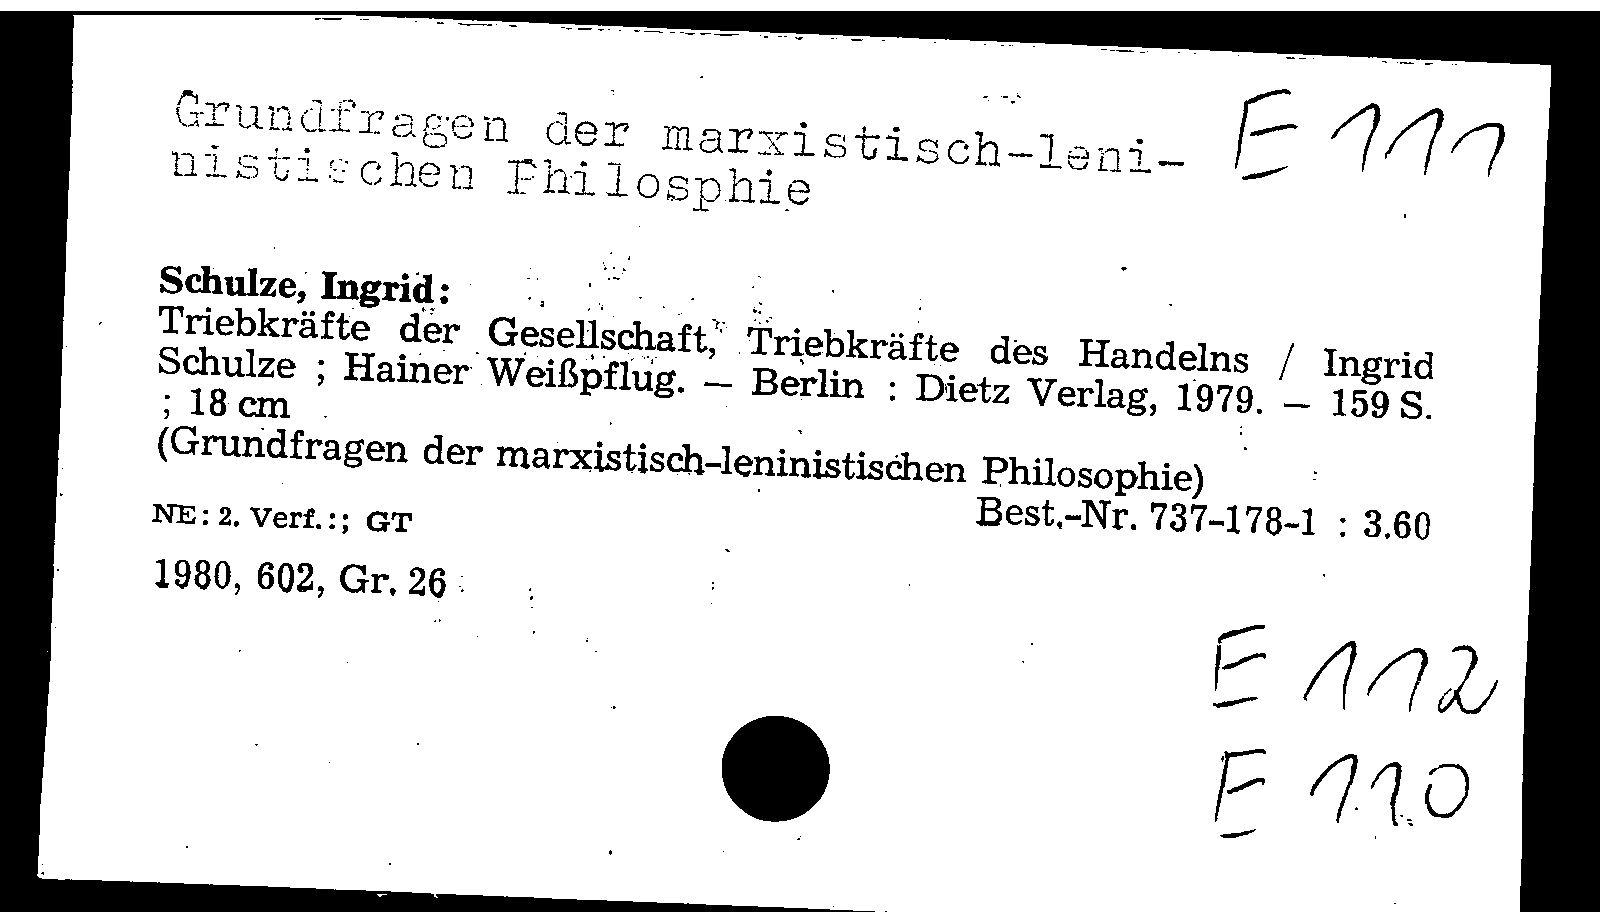 Grundfragen der marxistisch-leni- E 111
nistischen Philosphie
Schulze, Ingrid:
Triebkräfte der Gesellschaft, Triebkräfte des Handelns / Ingrid
Schulze ; Hainer Weißpflug. — Berlin : Dietz Verlag, 1979. — 159 S.
; 18 cm
(Grundfragen der marxistisch-leninistischen Philosophie)
Best.-Nr. 737-178-1 : 3.60
NE: 2. Verf.:; GT
1980, 602, Gr. 26
E 112
E 110